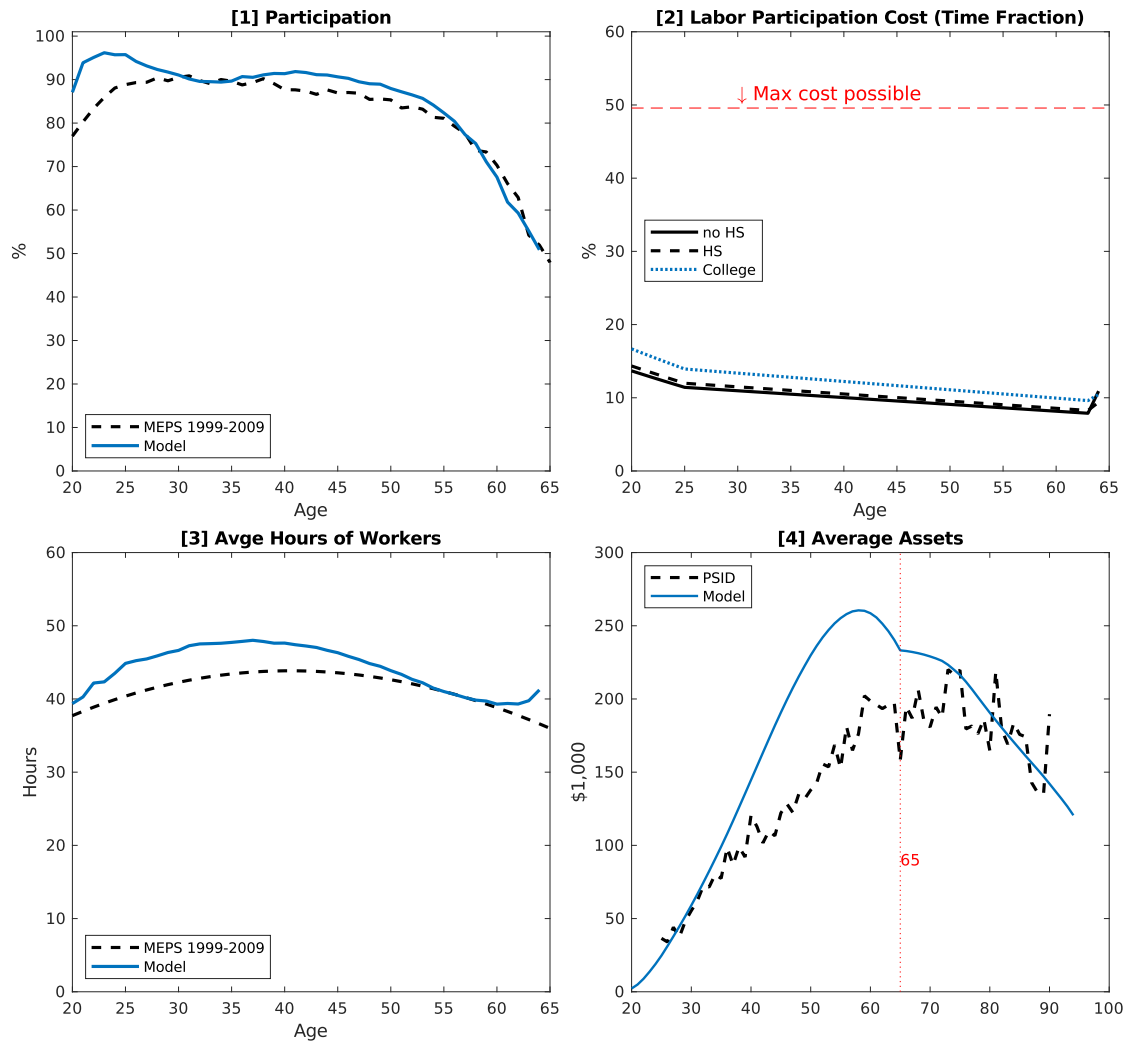 [1] Participation
100
90
80
70
60
50
40
30
20
10
0
%
MEPS 1999-2009
Model
20 25 30 35 40 45 50 55 60 65
Age
[2] Labor Participation Cost (Time Fraction)
60
50
40
30
20
10
0
%
↓ Max cost possible
no HS
HS
College
20 25 30 35 40 45 50 55 60 65
Age
[3] Avge Hours of Workers
60
50
40
30
20
10
0
Hours
MEPS 1999-2009
Model
20 25 30 35 40 45 50 55 60 65
Age
[4] Average Assets
300
250
200
150
100
50
0
$1,000
PSID
Model
65
20 30 40 50 60 70 80 90 100